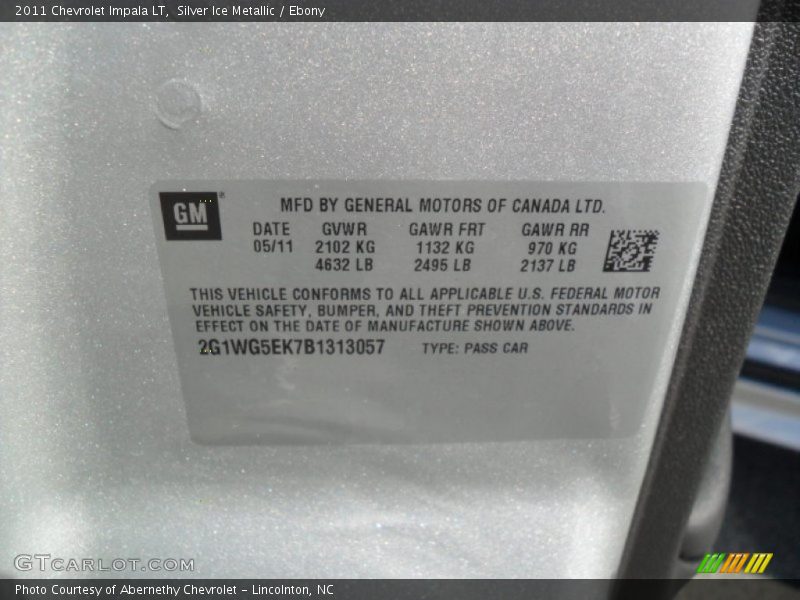 2011 Chevrolet Impala LT,  Silver Ice Metallic / Ebony
GM®
MFD BY GENERAL MOTORS OF CANADA LTD.
DATE GVWR GAWR FRT GAWR RR
05/11 2102 KG 1132 KG 970 KG
4632 LB 2495 LB 2137 LB
THIS VEHICLE CONFORMS TO ALL APPLICABLE U.S. FEDERAL MOTOR
VEHICLE SAFETY, BUMPER, AND THEFT PREVENTION STANDARDS IN
EFFECT ON THE DATE OF MANUFACTURE SHOWN ABOVE.
2G1WG5EK7B1313057 TYPE: PASS CAR
GTCARLOT.COM
Photo Courtesy of Abernethy Chevrolet - Lincolnton, NC